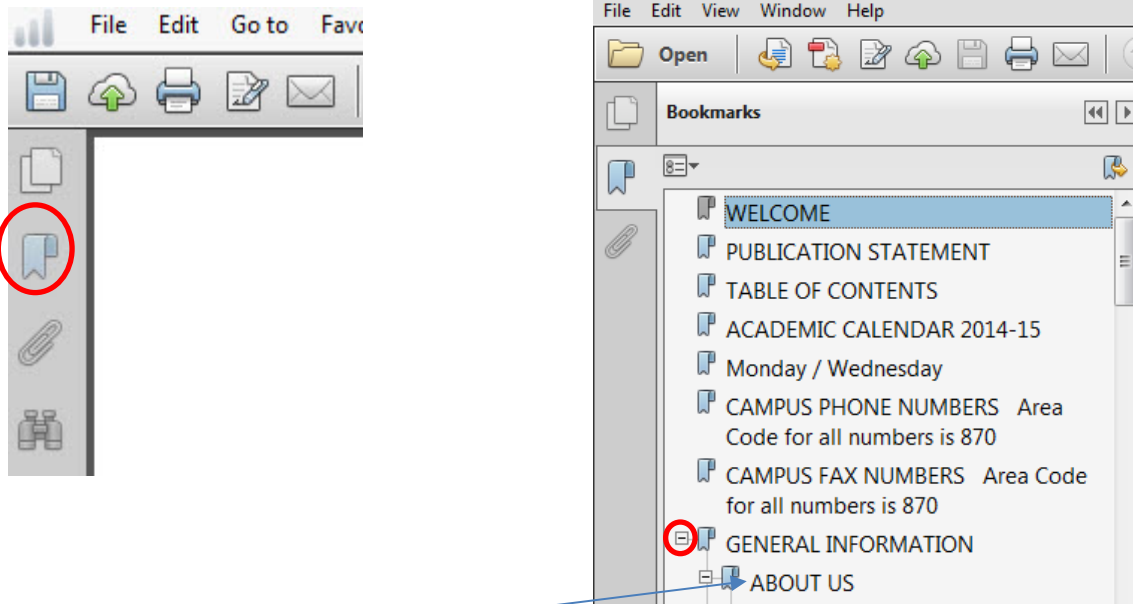 File Edit Go to
File Edit View Window Help
Open
Bookmarks
WELCOME
PUBLICATION STATEMENT
TABLE OF CONTENTS
ACADEMIC CALENDAR 2014-15
Monday / Wednesday
CAMPUS PHONE NUMBERS Area
Code for all numbers is 870
CAMPUS FAX NUMBERS Area Code
for all numbers is 870
GENERAL INFORMATION
ABOUT US